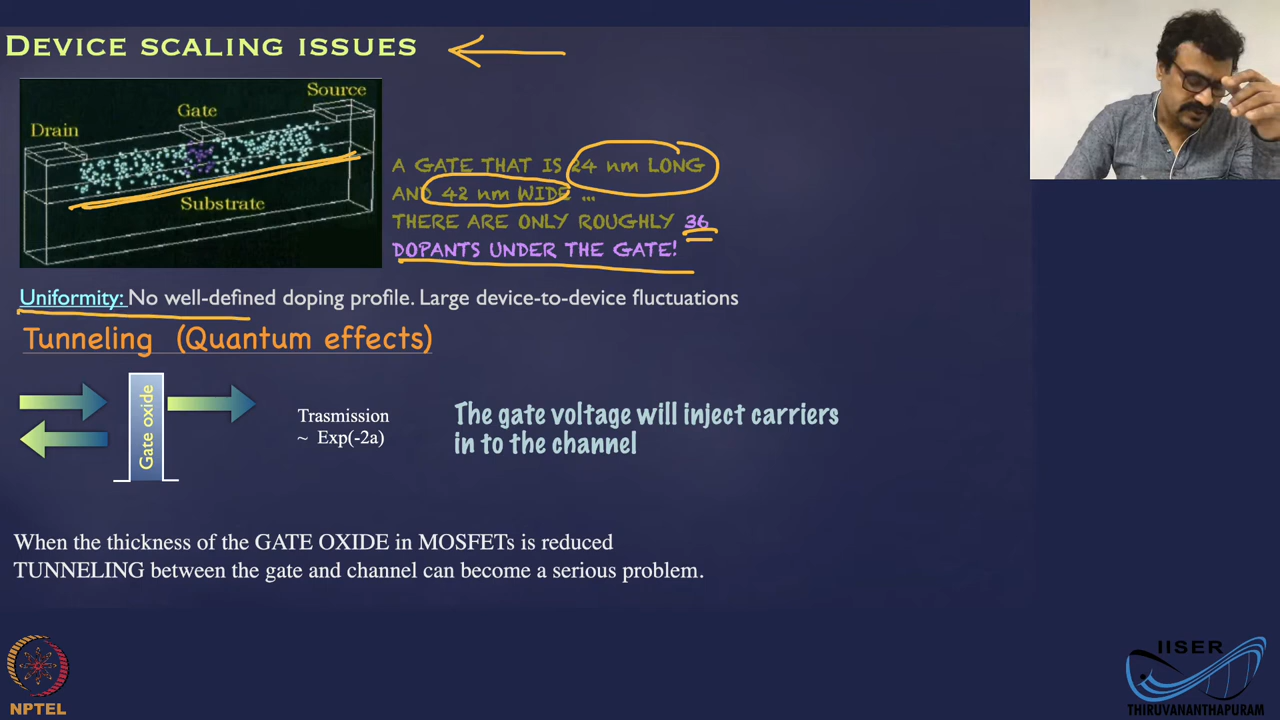 DEVICE SCALING ISSUES
Source
Gate
Drain
Substrate
A GATE THAT IS 24 nm LONG
AND 42 nm WIDE ...
THERE ARE ONLY ROUGHLY 36
DOPANTS UNDER THE GATE!
Uniformity: No well-defined doping profile. Large device-to-device fluctuations
Tunneling (Quantum effects)
Gate oxide
Trasmission
~ Exp(-2a)
The gate voltage will inject carriers
in to the channel
When the thickness of the GATE OXIDE in MOSFETs is reduced
TUNNELING between the gate and channel can become a serious problem.
NPTEL
IISER
THIRUVANANTHAPURAM